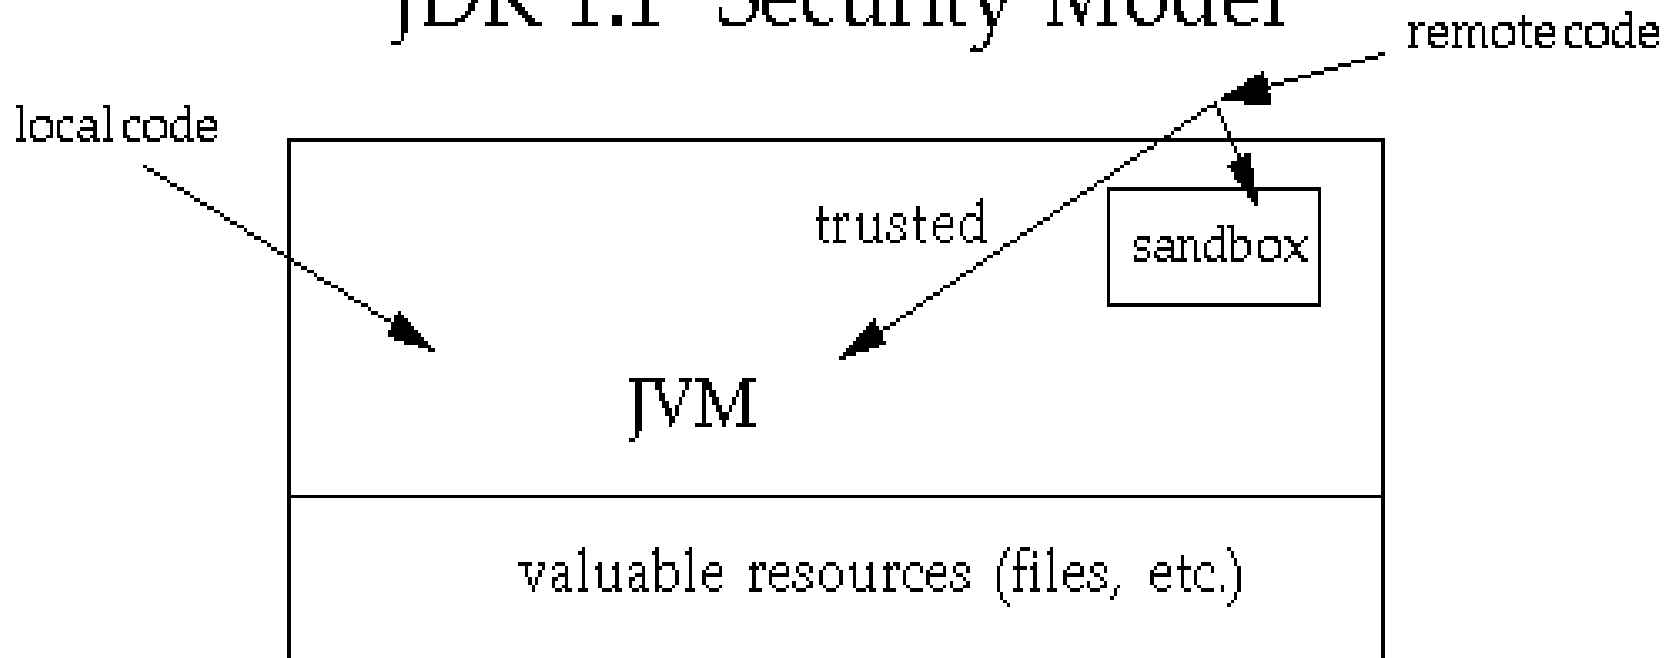 JDK 1.1 Security Model
remote code
local code
trusted
sandbox
JVM
valuable resources (files, etc.)